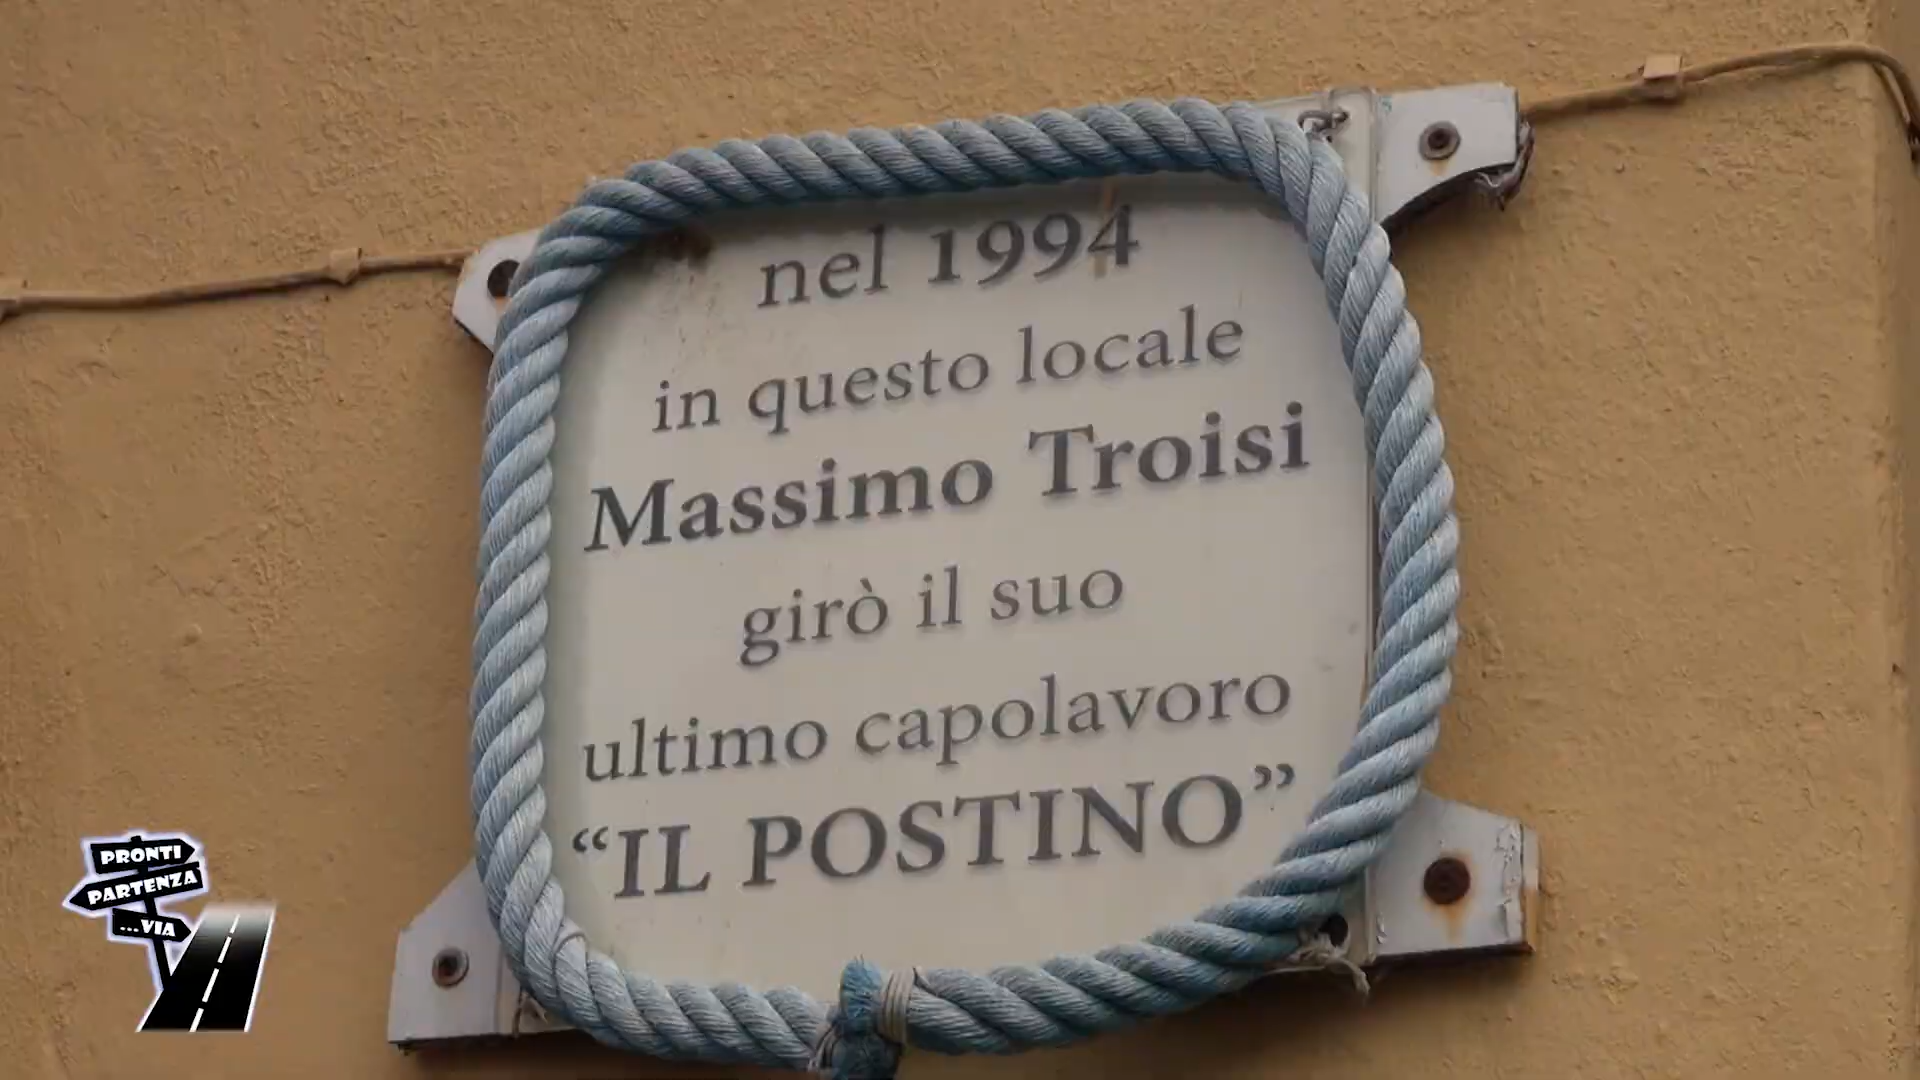 nel 1994
in questo locale
Massimo Troisi
girò il suo
ultimo capolavoro
“IL POSTINO”
PRONTI
PARTENZA
...VIA